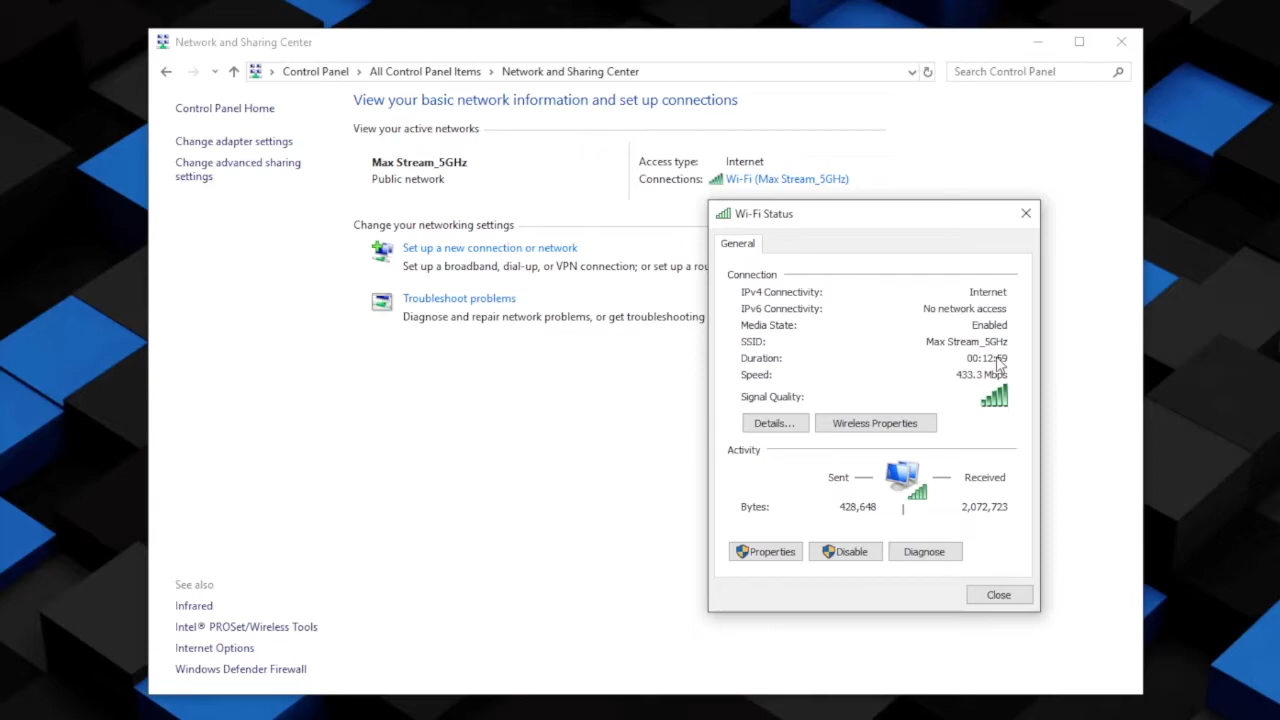 Network and Sharing Center
Control Panel > All Control Panel Items > Network and Sharing Center
Search Control Panel
Control Panel Home
Change adapter settings
Change advanced sharing
settings
View your basic network information and set up connections
View your active networks
Max Stream_5GHz
Public network
Access type: Internet
Connections: Wi-Fi (Max Stream_5GHz)
Change your networking settings
Set up a new connection or network
Set up a broadband, dial-up, or VPN connection; or set up a rou
Troubleshoot problems
Diagnose and repair network problems, or get troubleshooting
See also
Infrared
Intel® PROSet/Wireless Tools
Internet Options
Windows Defender Firewall
Wi-Fi Status
General
Connection
IPv4 Connectivity: Internet
IPv6 Connectivity: No network access
Media State: Enabled
SSID: Max Stream_5GHz
Duration: 00:12:59
Speed: 433.3 Mbps
Signal Quality:
Details... Wireless Properties
Activity
Sent Received
Bytes: 428,648 2,072,723
Properties Disable Diagnose
Close